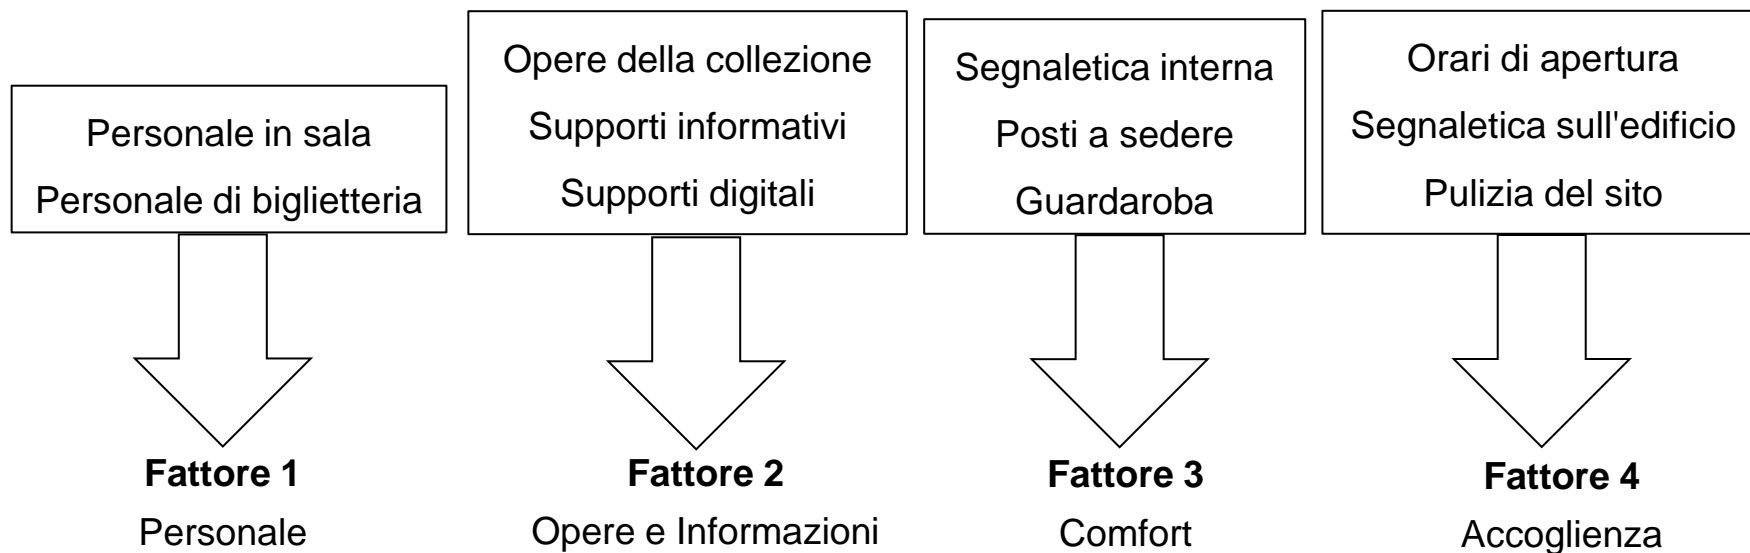 Personale in sala
Personale di biglietteria
Opere della collezione
Supporti informativi
Supporti digitali
Segnaletica interna
Posti a sedere
Guardaroba
Orari di apertura
Segnaletica sull'edificio
Pulizia del sito
Fattore 1
Personale
Fattore 2
Opere e Informazioni
Fattore 3
Comfort
Fattore 4
Accoglienza